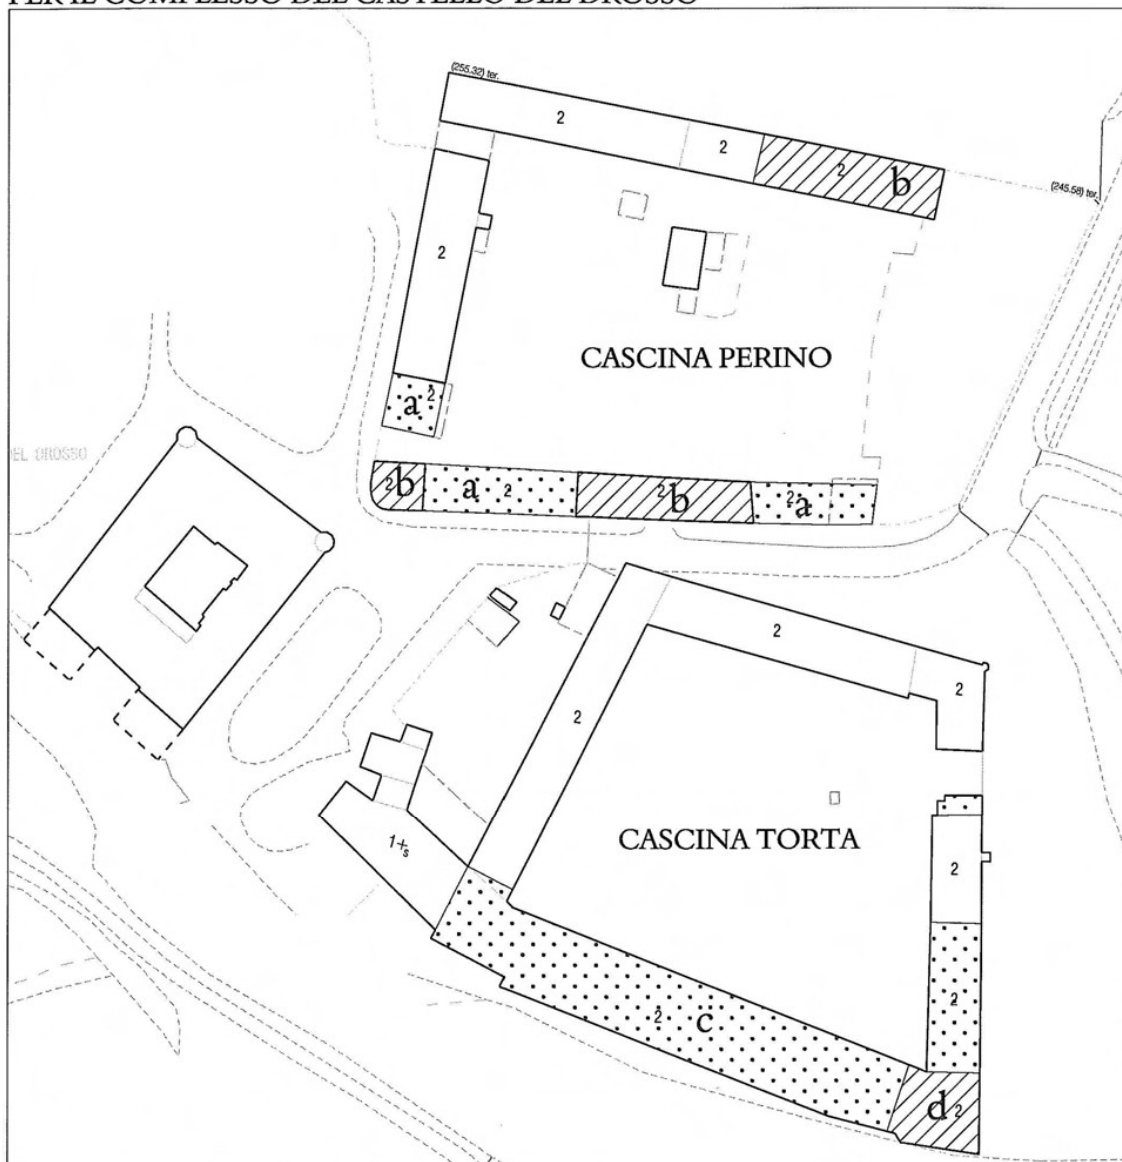 PER IL COMPLESSO DEL CASTELLO DEL DROSSO
(255.32) ter.
2
2
2
b
(245.58) ter.
2
CASCINA PERINO
2
a
EL DROSSO
2
b
a
2
2
b
2
a
2
2
2
CASCINA TORTA
1+s
2
2
2
c
d
2